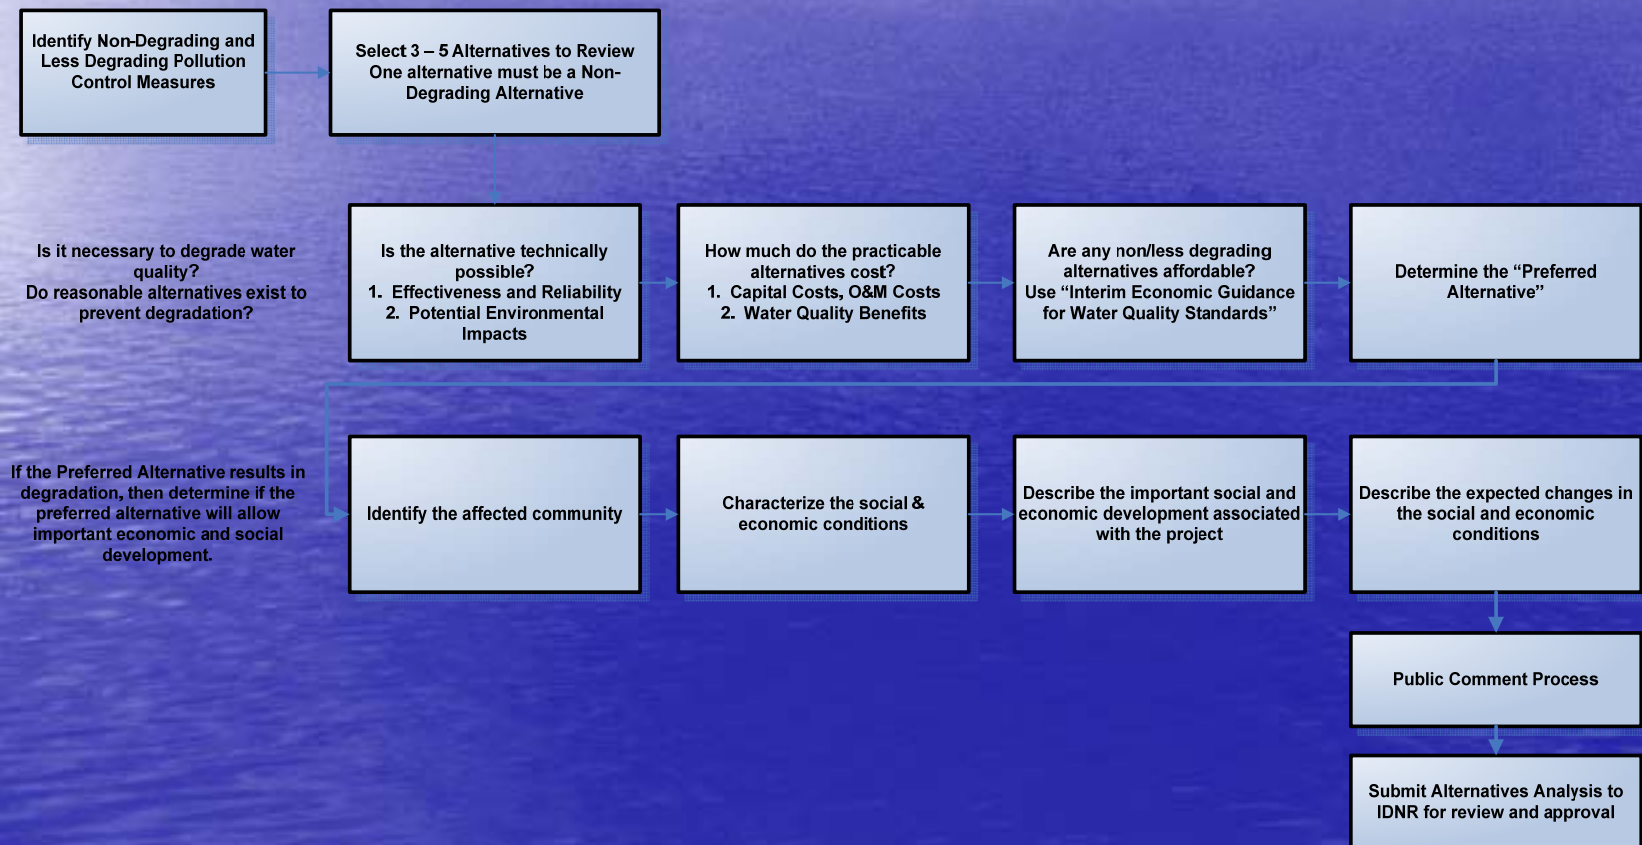 Identify Non-Degrading and
Less Degrading Pollution
Control Measures
Select 3 – 5 Alternatives to Review
One alternative must be a Non-
Degrading Alternative
Is it necessary to degrade water
quality?
Do reasonable alternatives exist to
prevent degradation?
Is the alternative technically
possible?
1. Effectiveness and Reliability
2. Potential Environmental
Impacts
How much do the practicable
alternatives cost?
1. Capital Costs, O&M Costs
2. Water Quality Benefits
Are any non/less degrading
alternatives affordable?
Use “Interim Economic Guidance
for Water Quality Standards”
Determine the “Preferred
Alternative”
If the Preferred Alternative results in
degradation, then determine if the
preferred alternative will allow
important economic and social
development.
Identify the affected community
Characterize the social &
economic conditions
Describe the important social and
economic development associated
with the project
Describe the expected changes in
the social and economic
conditions
Public Comment Process
Submit Alternatives Analysis to
IDNR for review and approval